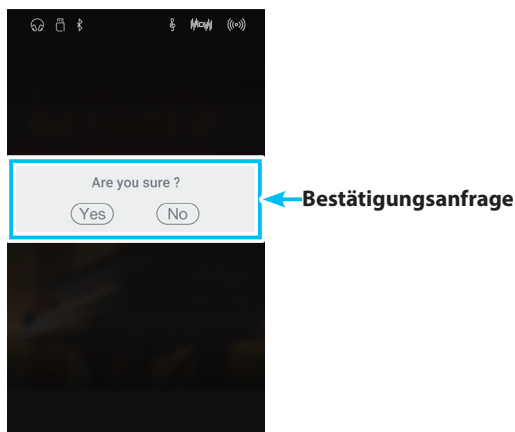 Are you sure ?
Yes No
Bestätigungsanfrage